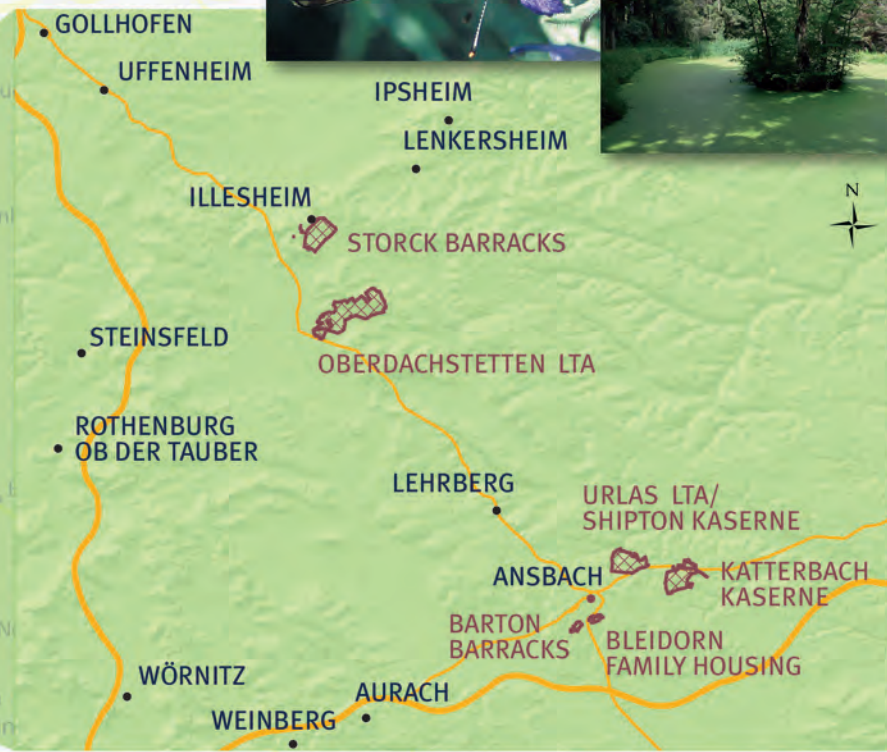 GOLLHOFEN
UFFENHEIM
IPSHEIM
LENKERSHEIM
ILLESHEIM
N
STORCK BARRACKS
STEINSFELD
OBERDACHSTETTEN LTA
ROTHENBURG
OB DER TAUBER
LEHRBERG
URLAS LTA/
SHIPTON KASERNE
ANSBACH
KATTERBACH
KASERNE
BARTON
BARRACKS
BLEIDORN
FAMILY HOUSING
WÖRNITZ
AURACH
WEINBERG